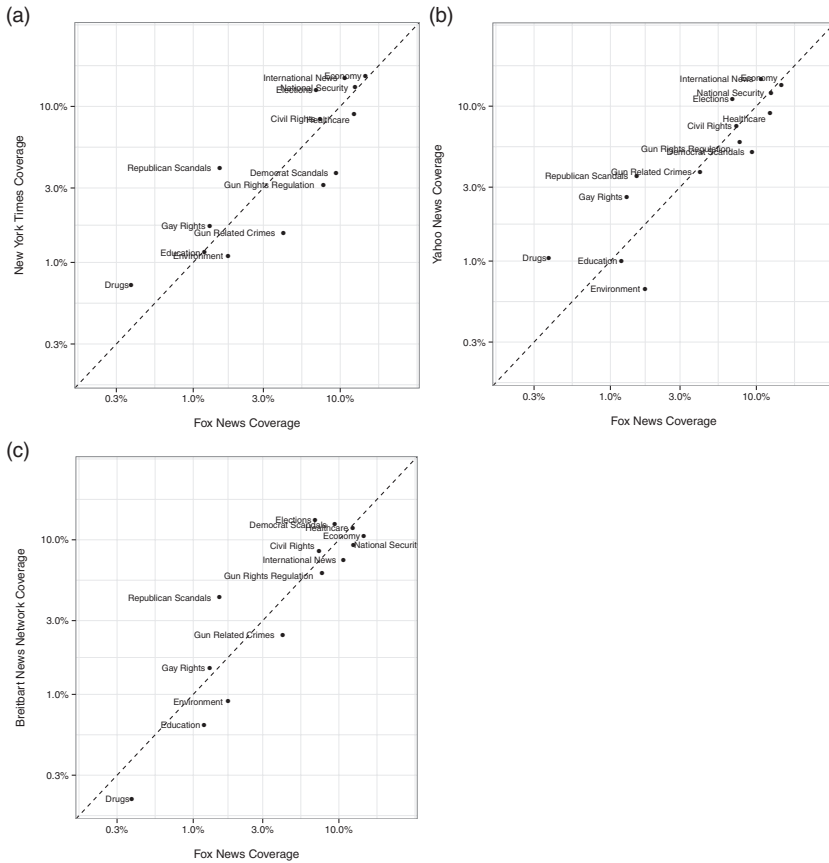 (a)
New York Times Coverage
10.0%
3.0%
1.0%
0.3%
International News
Economy
National Security
Elections
Civil Rights
Healthcare
Republican Scandals
Democrat Scandals
Gun Rights Regulation
Gay Rights
Gun Related Crimes
Education
Environment
Drugs
0.3%
1.0%
3.0%
10.0%
Fox News Coverage
(b)
Yahoo News Coverage
10.0%
3.0%
1.0%
0.3%
International News
Economy
National Security
Elections
Healthcare
Civil Rights
Gun Rights Regulation
Democrat Scandals
Gun Related Crimes
Republican Scandals
Gay Rights
Drugs
Education
Environment
0.3%
1.0%
3.0%
10.0%
Fox News Coverage
(c)
Breitbart News Network Coverage
10.0%
3.0%
1.0%
0.3%
Elections
Democrat Scandals
Healthcare
Economy
National Securit
Civil Rights
International News
Gun Rights Regulation
Republican Scandals
Gun Related Crimes
Gay Rights
Environment
Education
Drugs
0.3%
1.0%
3.0%
10.0%
Fox News Coverage